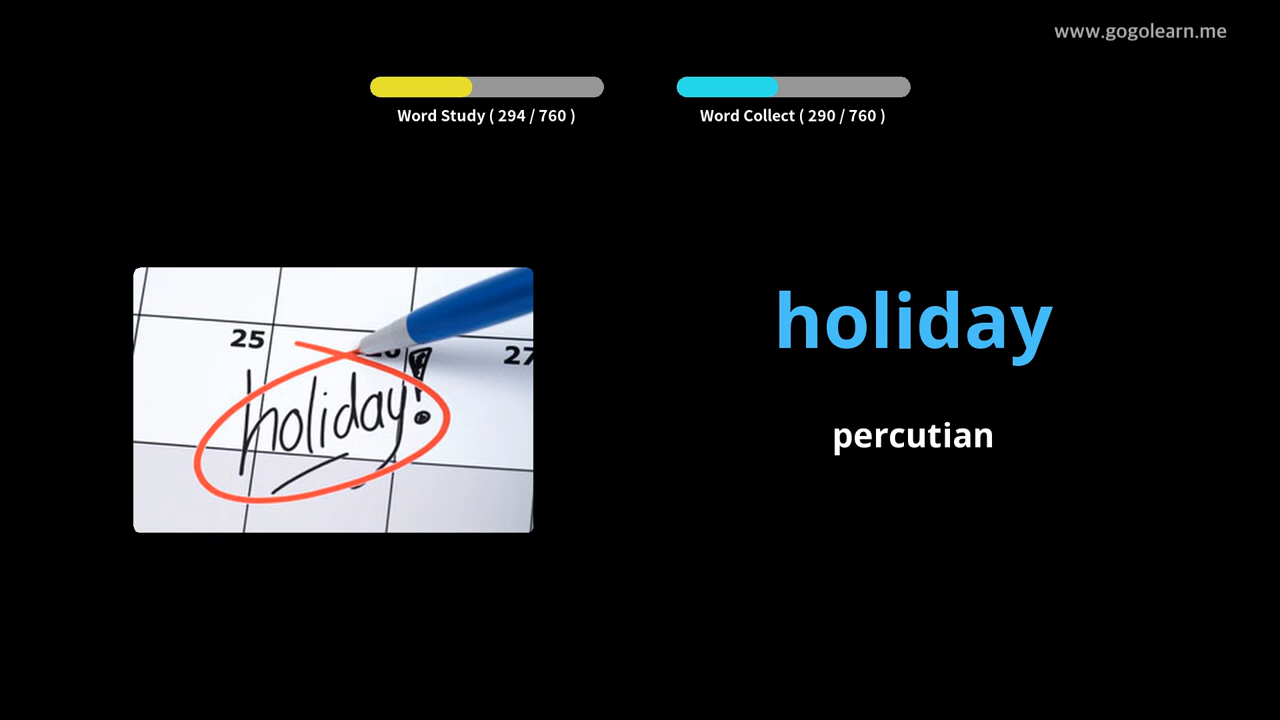 www.gogolearn.me
Word Study ( 294 / 760 )
Word Collect ( 290 / 760 )
25
27
holiday!
holiday
percutian